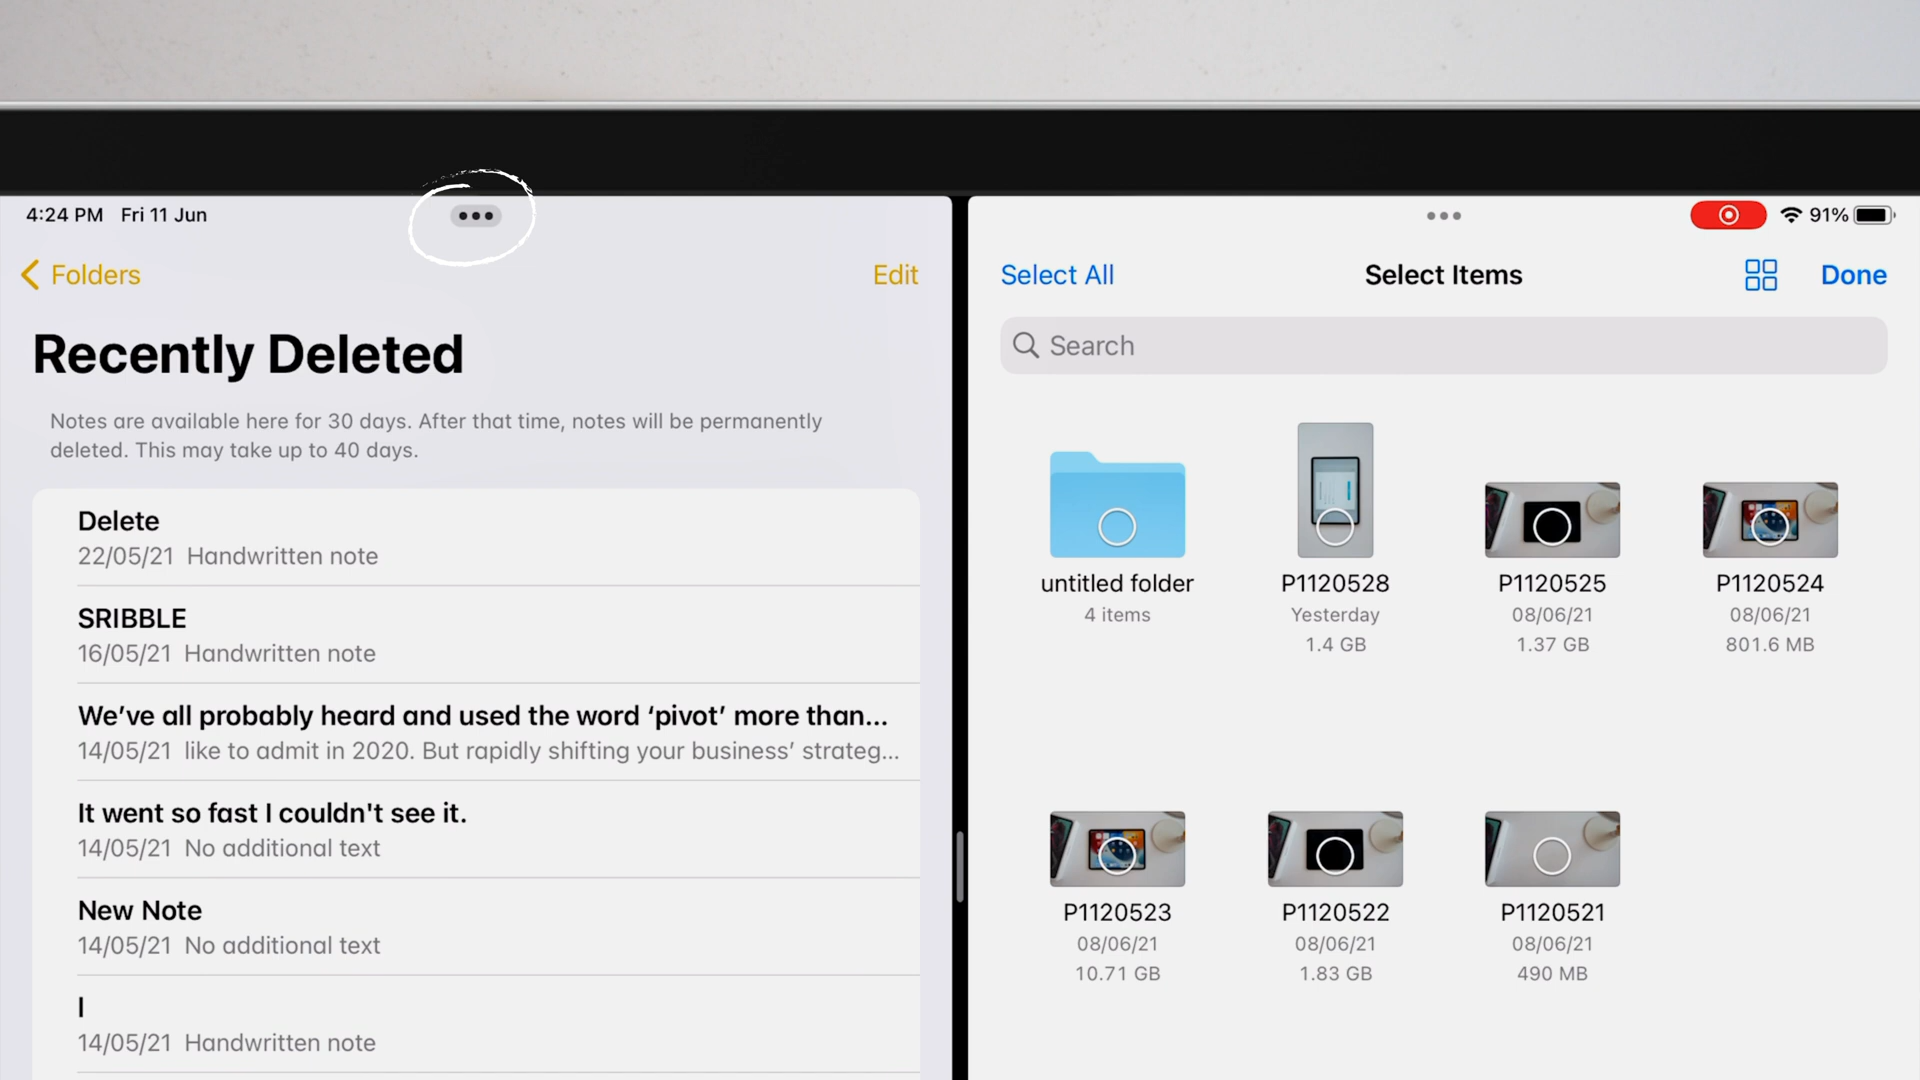 4:24 PM Fri 11 Jun
Folders
Edit
Recently Deleted
Notes are available here for 30 days. After that time, notes will be permanently
deleted. This may take up to 40 days.
Delete
22/05/21 Handwritten note
SRIBBLE
16/05/21 Handwritten note
We’ve all probably heard and used the word ‘pivot’ more than...
14/05/21 like to admit in 2020. But rapidly shifting your business’ strateg...
It went so fast I couldn't see it.
14/05/21 No additional text
New Note
14/05/21 No additional text
I
14/05/21 Handwritten note
91%
Select All
Select Items
Done
Search
untitled folder
4 items
P1120528
Yesterday
1.4 GB
P1120525
08/06/21
1.37 GB
P1120524
08/06/21
801.6 MB
P1120523
08/06/21
10.71 GB
P1120522
08/06/21
1.83 GB
P1120521
08/06/21
490 MB